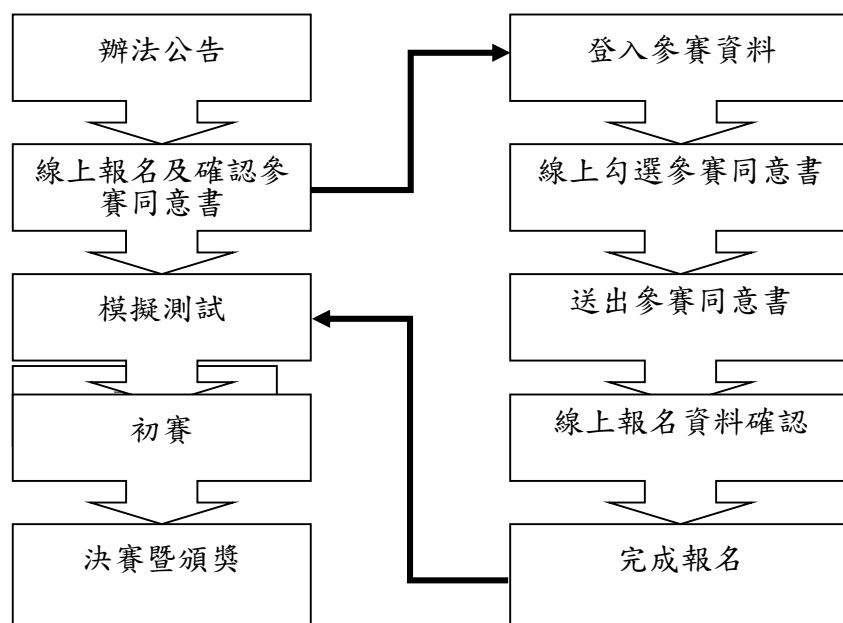 辦法公告
線上報名及確認參
賽同意書
模擬測試
初賽
決賽暨頒獎
登入參賽資料
線上勾選參賽同意書
送出參賽同意書
線上報名資料確認
完成報名